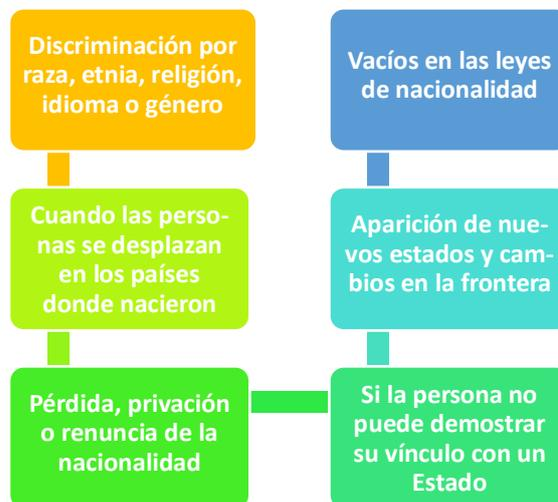 Discriminación por
raza, etnia, religión,
idioma o género
Cuando las perso-
nas se desplazan
en los países
donde nacieron
Pérdida, privación
o renuncia de la
nacionalidad
Si la persona no
puede demostrar
su vínculo con un
Estado
Aparición de nue-
vos estados y cam-
bios en la frontera
Vacíos en las leyes
de nacionalidad